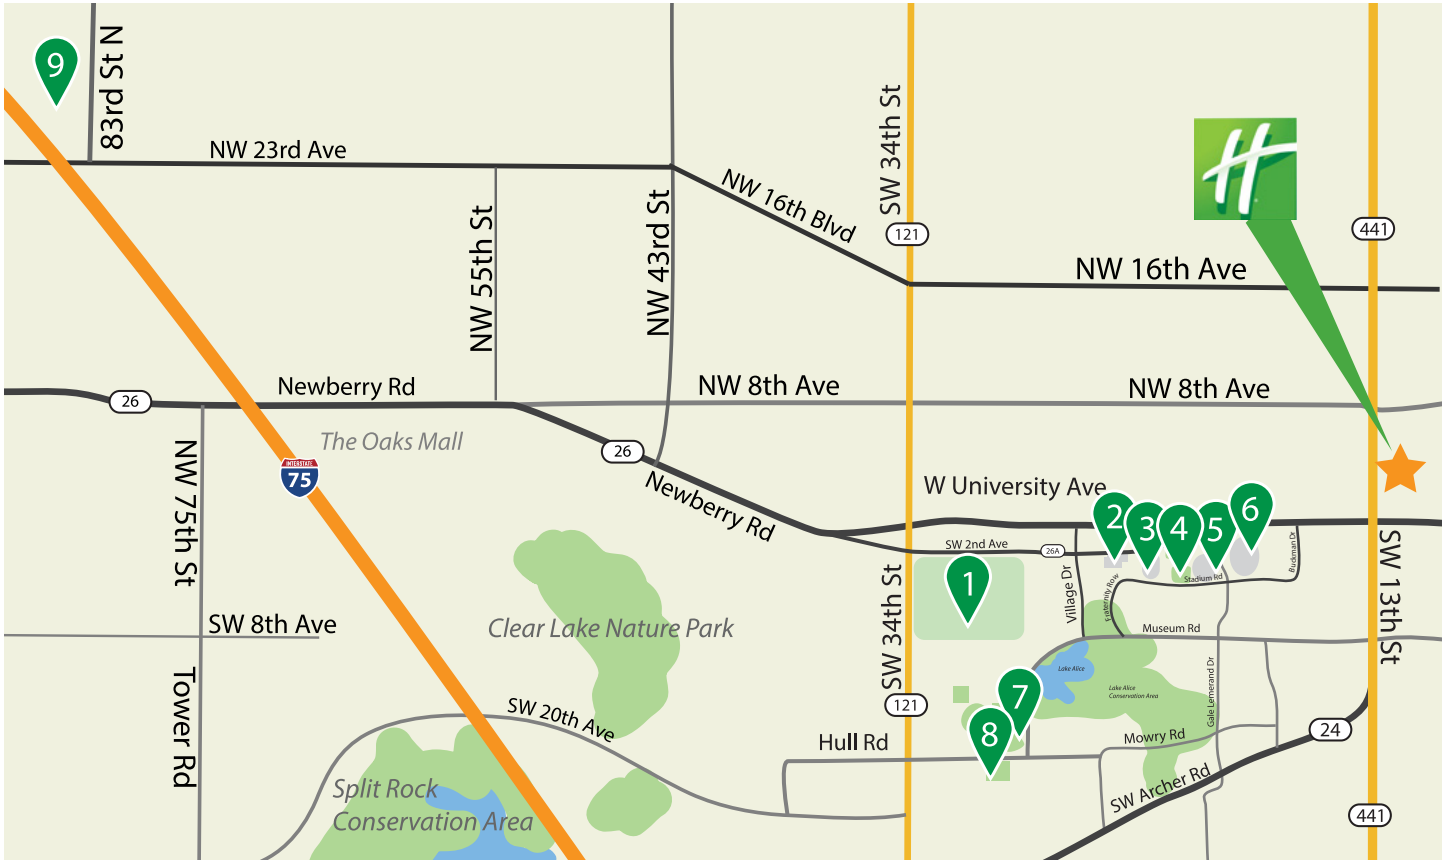 9
83rd St N
NW 23rd Ave
NW 55th St
NW 43rd St
NW 16th Blvd
SW 34th St
121
H
441
NW 16th Ave
Newberry Rd
26
NW 8th Ave
NW 8th Ave
The Oaks Mall
INTERSTATE
75
26
Newberry Rd
NW 75th St
W University Ave
2
3
4
5
6
SW 2nd Ave
26A
1
Village Dr
Fraternity Row
Stadium Rd
Buckman Dr
SW 13th St
SW 34th St
SW 8th Ave
Clear Lake Nature Park
Museum Rd
Lake Alice
Lake Alice
Conservation Area
Gale Lemerand Dr
Tower Rd
121
7
8
SW 20th Ave
Hull Rd
Mowry Rd
24
SW Archer Rd
Split Rock
Conservation Area
441